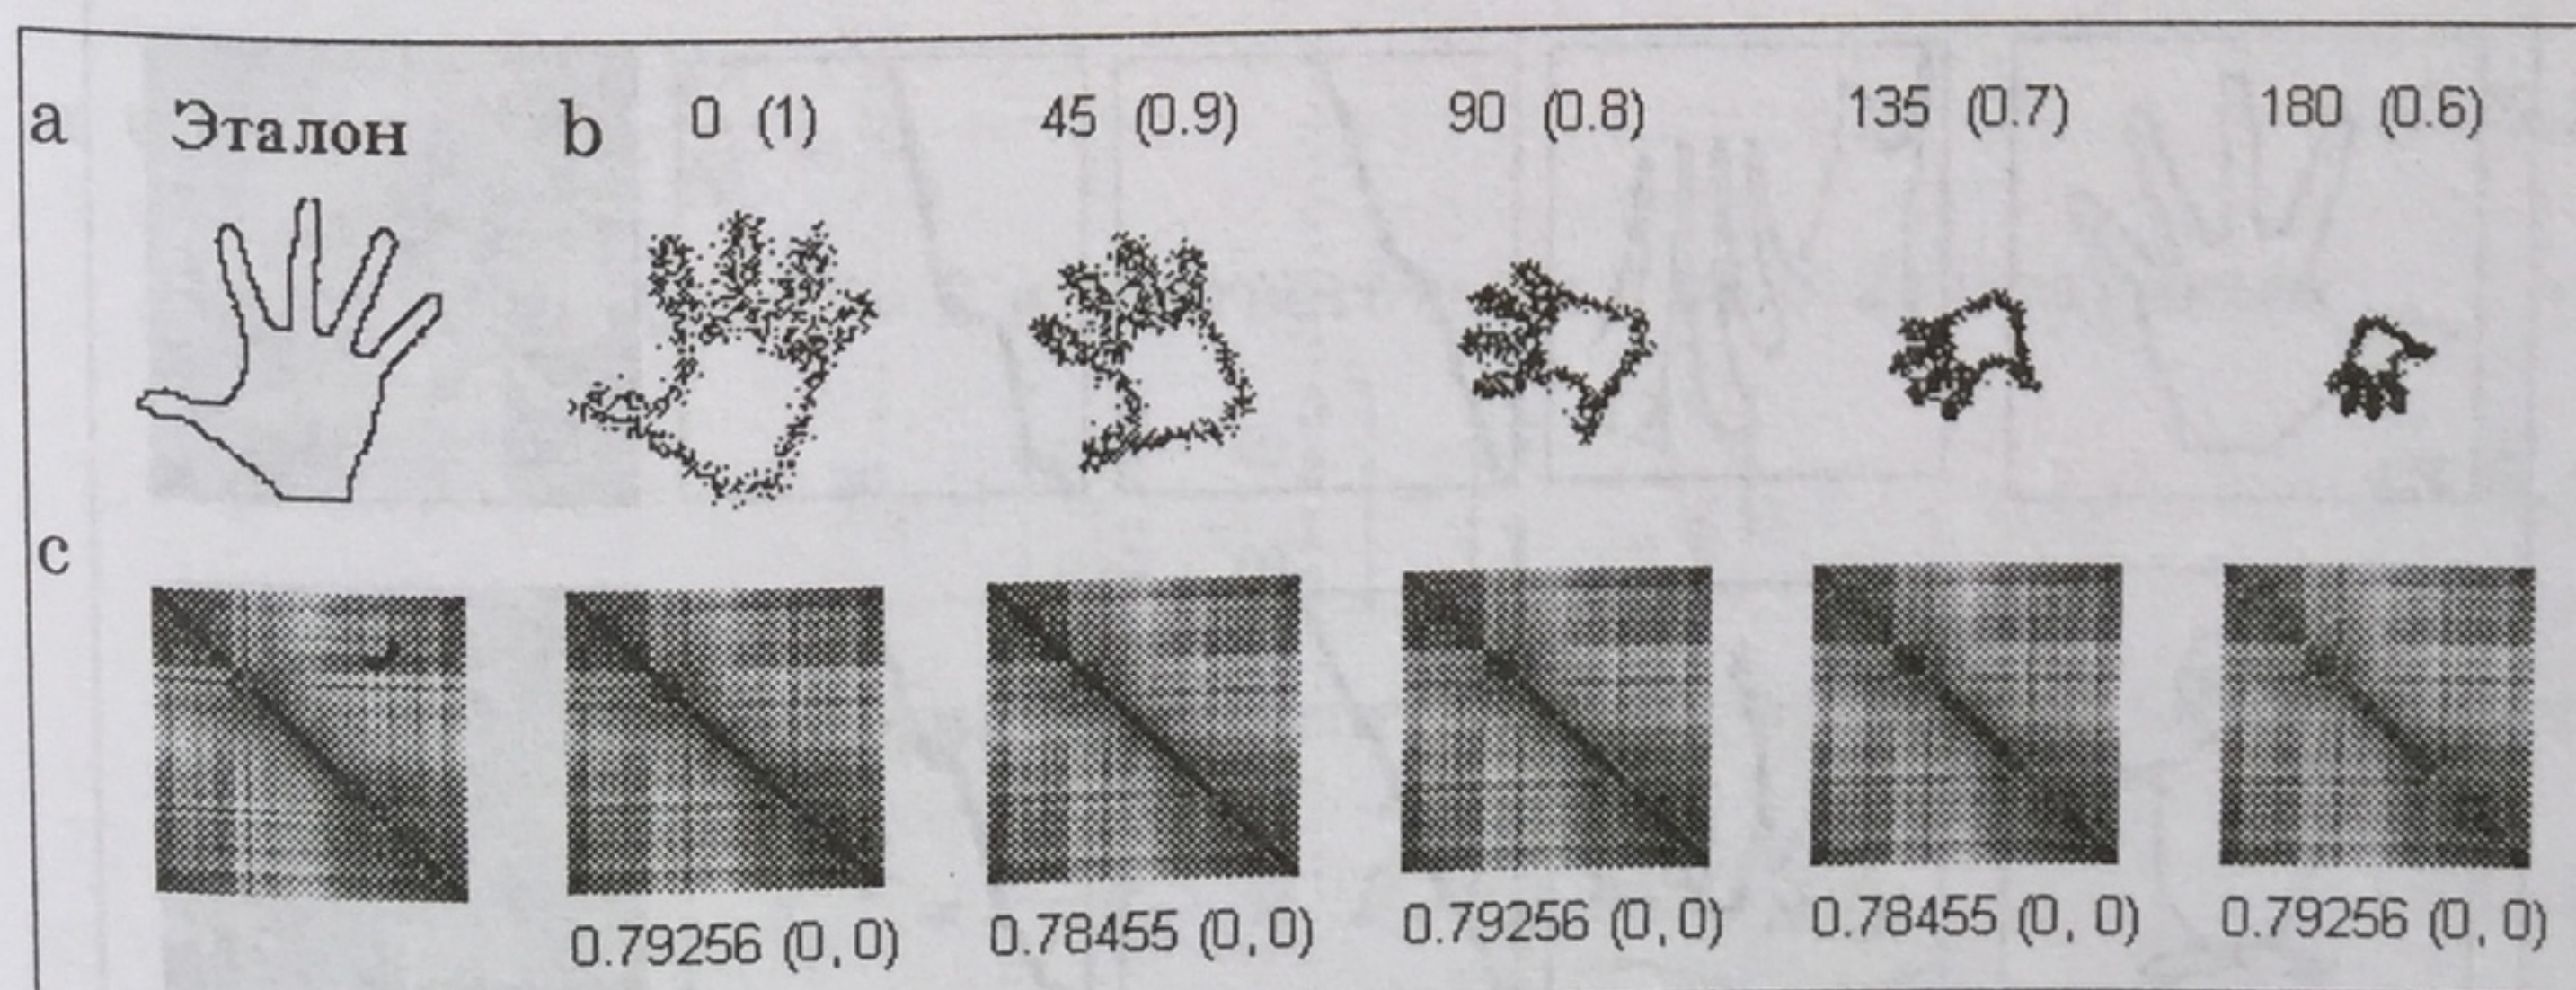 a Эталон b 0 (1) 45 (0.9) 90 (0.8) 135 (0.7) 180 (0.6)
c
0.79256 (0,0) 0.78455 (0,0) 0.79256 (0,0) 0.78455 (0,0) 0.79256 (0,0)